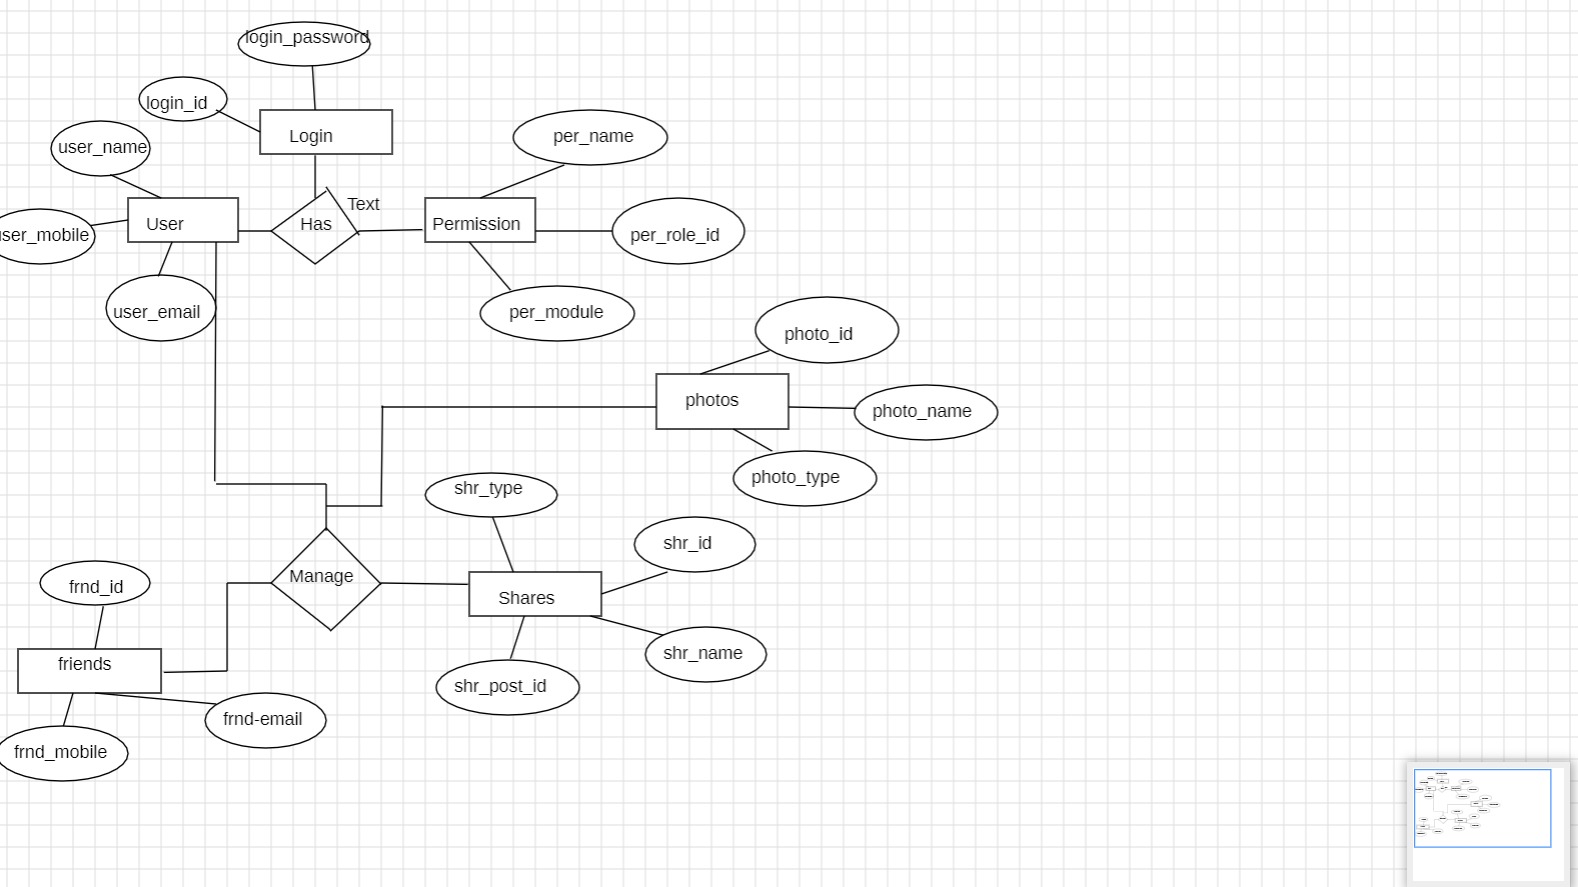 login_password
login_id
Login
user_name
per_name
Text
User
Has
Permission
user_mobile
per_role_id
user_email
per_module
photo_id
photos
photo_name
photo_type
shr_type
shr_id
Manage
frnd_id
Shares
shr_name
friends
shr_post_id
frnd-email
frnd_mobile